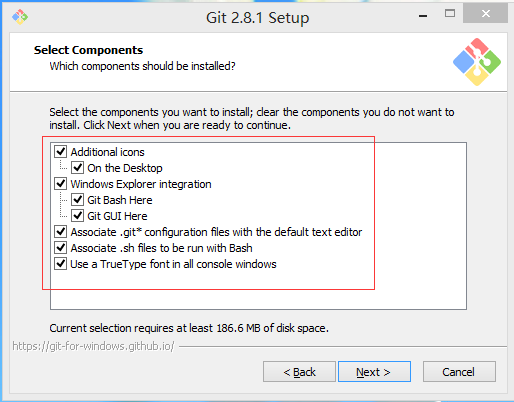 Git 2.8.1 Setup
Select Components
Which components should be installed?
Select the components you want to install; clear the components you do not want to
install. Click Next when you are ready to continue.
Additional icons
On the Desktop
Windows Explorer integration
Git Bash Here
Git GUI Here
Associate .git* configuration files with the default text editor
Associate .sh files to be run with Bash
Use a TrueType font in all console windows
Current selection requires at least 186.6 MB of disk space.
https://git-for-windows.github.io/
< Back
Next >
Cancel